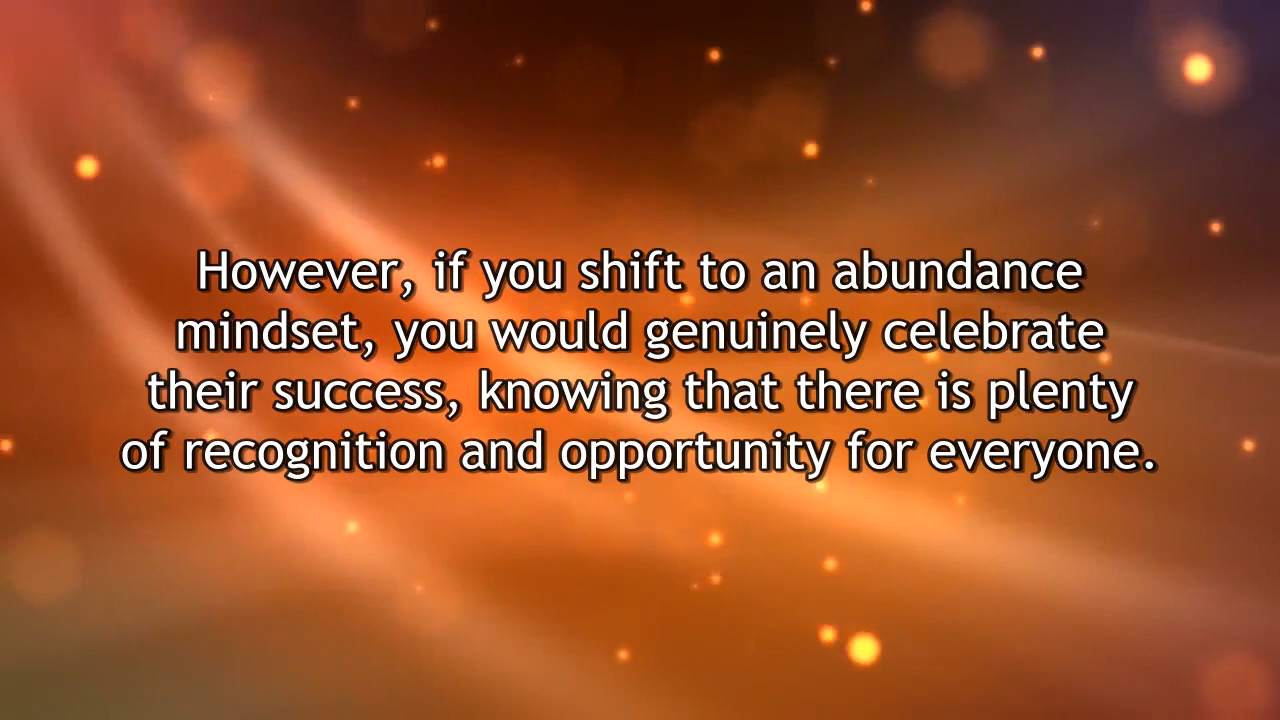 However, if you shift to an abundance
mindset, you would genuinely celebrate
their success, knowing that there is plenty
of recognition and opportunity for everyone.